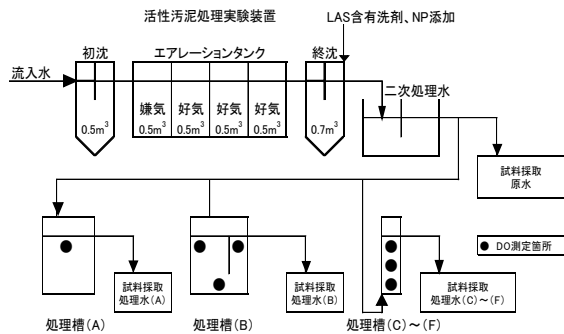 活性汚泥処理実験装置
LAS含有洗剤、NP添加
流入水
初沈
エアレーションタンク
終沈
二次処理水
嫌気 好気 好気 好気
0.5m³
0.5m³ 0.5m³ 0.5m³ 0.5m³
0.7m³
試料採取
原水
試料採取
処理水(A)
試料採取
処理水(B)
試料採取
処理水(C)～(F)
●DO測定箇所
処理槽(A)
処理槽(B)
処理槽(C)～(F)